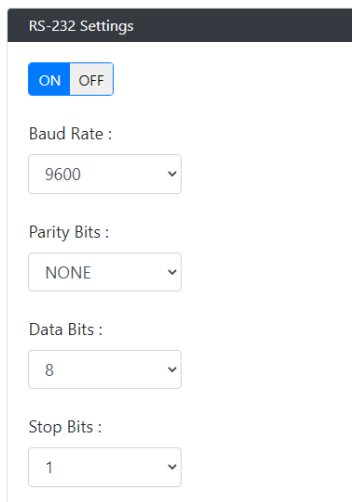 RS-232 Settings
ON OFF
Baud Rate :
9600
Parity Bits :
NONE
Data Bits :
8
Stop Bits :
1